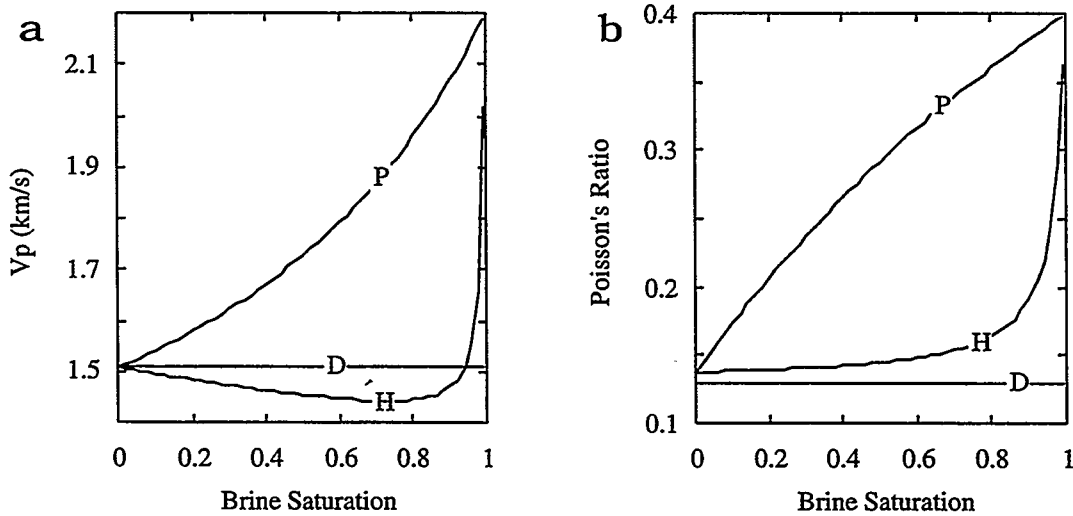 a
2.1
1.9
1.7
1.5
Vp (km/s)
P
D
H
0 0.2 0.4 0.6 0.8 1
Brine Saturation
b
0.4
0.3
0.2
0.1
Poisson's Ratio
P
H
D
0 0.2 0.4 0.6 0.8 1
Brine Saturation